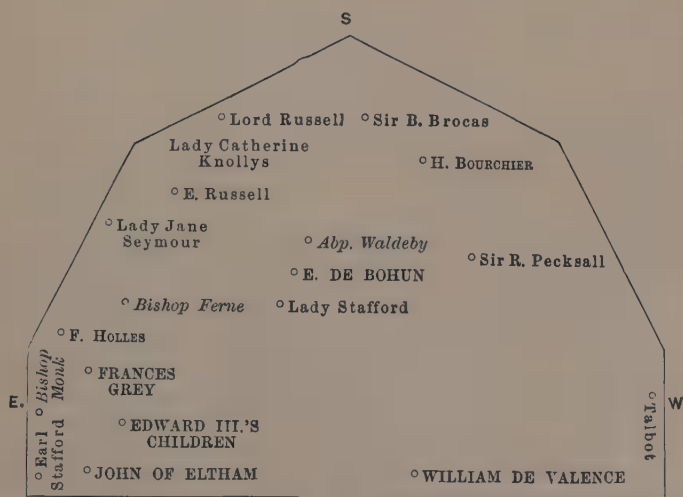 S
Lord Russell
Sir B. Brocas
Lady Catherine
Knollys
H. BOURCHIER
E. Russell
Lady Jane
Seymour
Abp. Waldeby
Sir R. Pecksall
E. DE BOHUN
Bishop Ferne
Lady Stafford
F. HOLLES
Bishop
Monk
FRANCES
GREY
E.
W
Talbot
EDWARD III.'S
CHILDREN
Earl
Stafford
JOHN OF ELTHAM
WILLIAM DE VALENCE